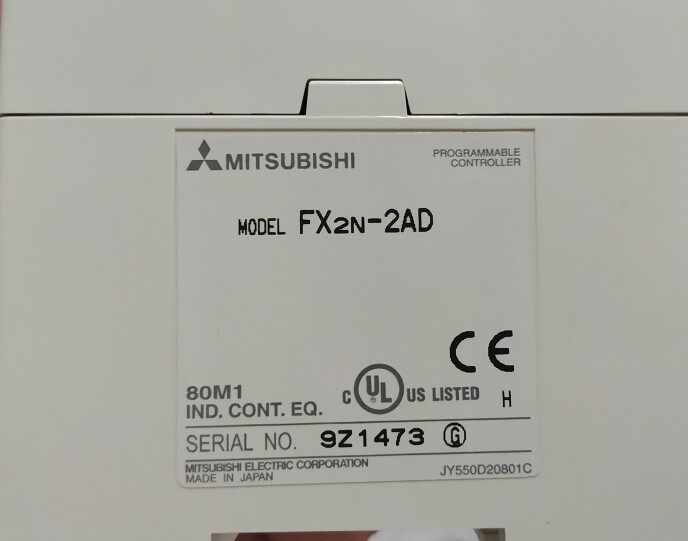 MITSUBISHI
PROGRAMMABLE
CONTROLLER
MODEL FX2N-2AD
CE
80M1
IND. CONT. EQ.
C UL ® US LISTED H
SERIAL NO. 9Z1473 G
MITSUBISHI ELECTRIC CORPORATION
MADE IN JAPAN
JY550D20801C